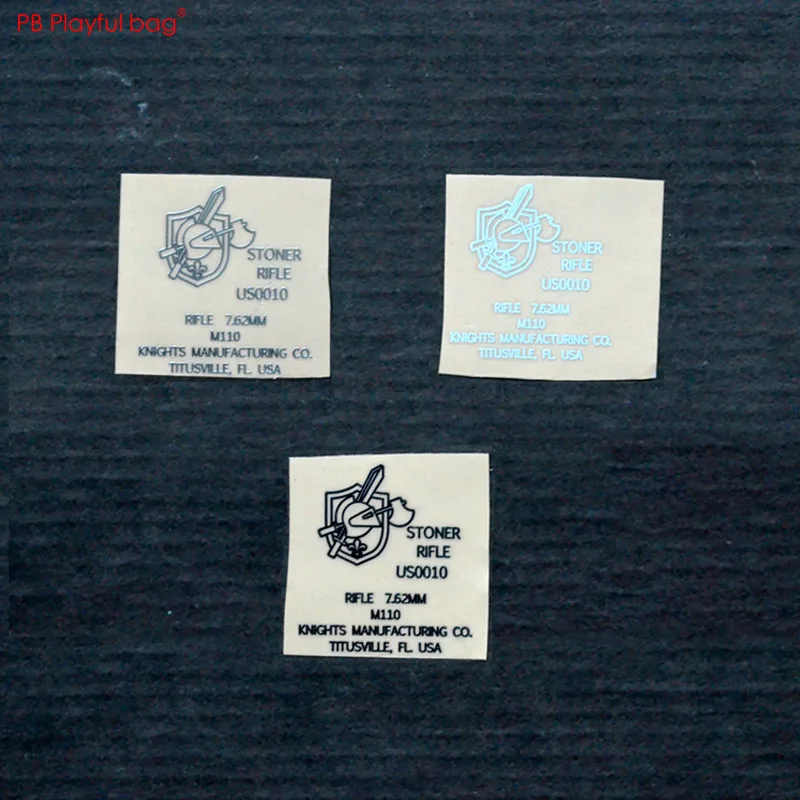 PB Playful bag®
STONER
RIFLE
US0010
RIFLE 7.62MM
M110
KNIGHTS MANUFACTURING CO.
TITUSVILLE, FL. USA
STONER
RIFLE
US0010
RIFLE 7.62MM
M110
KNIGHTS MANUFACTURING CO.
TITUSVILLE, FL. USA
STONER
RIFLE
US0010
RIFLE 7.62MM
M110
KNIGHTS MANUFACTURING CO.
TITUSVILLE, FL. USA